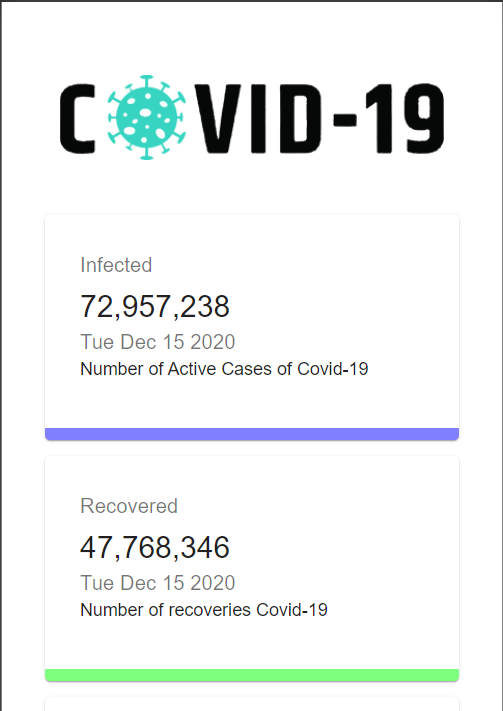 COVID-19
Infected
72,957,238
Tue Dec 15 2020
Number of Active Cases of Covid-19
Recovered
47,768,346
Tue Dec 15 2020
Number of recoveries Covid-19